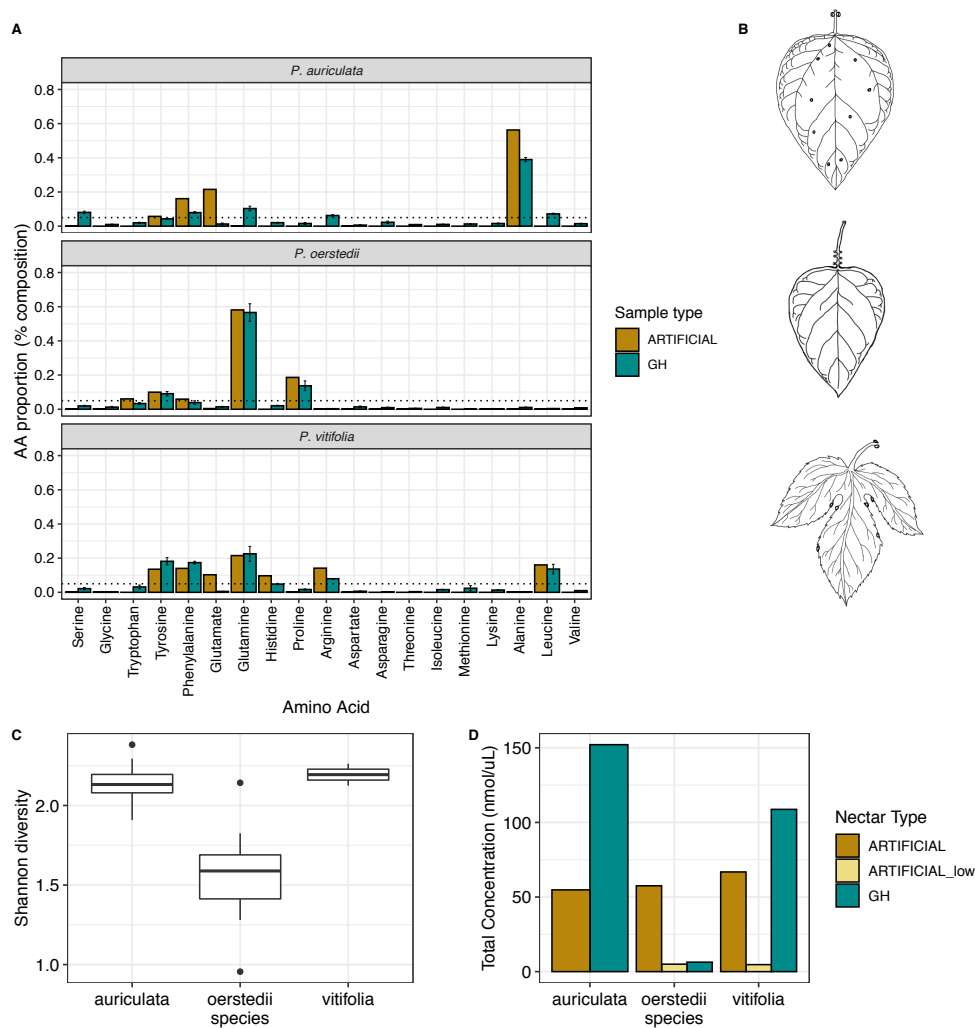 A
B
P. auriculata
0.8
0.6
0.4
0.2
0.0
P. oerstedii
0.8
0.6
0.4
0.2
0.0
P. vitifolia
0.8
0.6
0.4
0.2
0.0
AA proportion (% composition)
Serine
Glycine
Tryptophan
Tyrosine
Phenylalanine
Glutamate
Glutamine
Histidine
Proline
Arginine
Aspartate
Asparagine
Threonine
Isoleucine
Methionine
Lysine
Alanine
Leucine
Valine
Amino Acid
Sample type
ARTIFICIAL
GH
C
Shannon diversity
2.0
1.5
1.0
auriculata oerstedii vitifolia
species
D
Total Concentration (nmol/uL)
150
100
50
0
auriculata oerstedii vitifolia
species
Nectar Type
ARTIFICIAL
ARTIFICIAL_low
GH